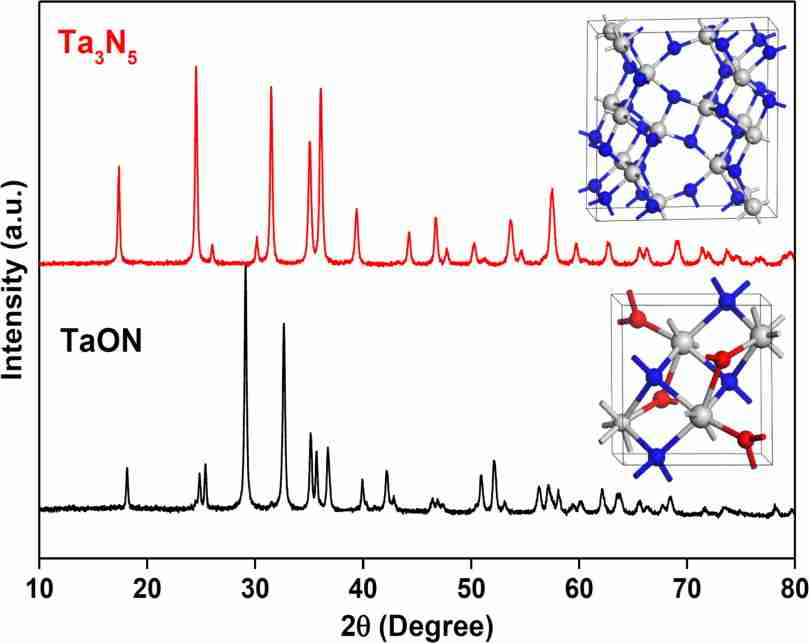 Ta₃N₅
TaON
Intensity (a.u.)
10 20 30 40 50 60 70 80
2θ (Degree)